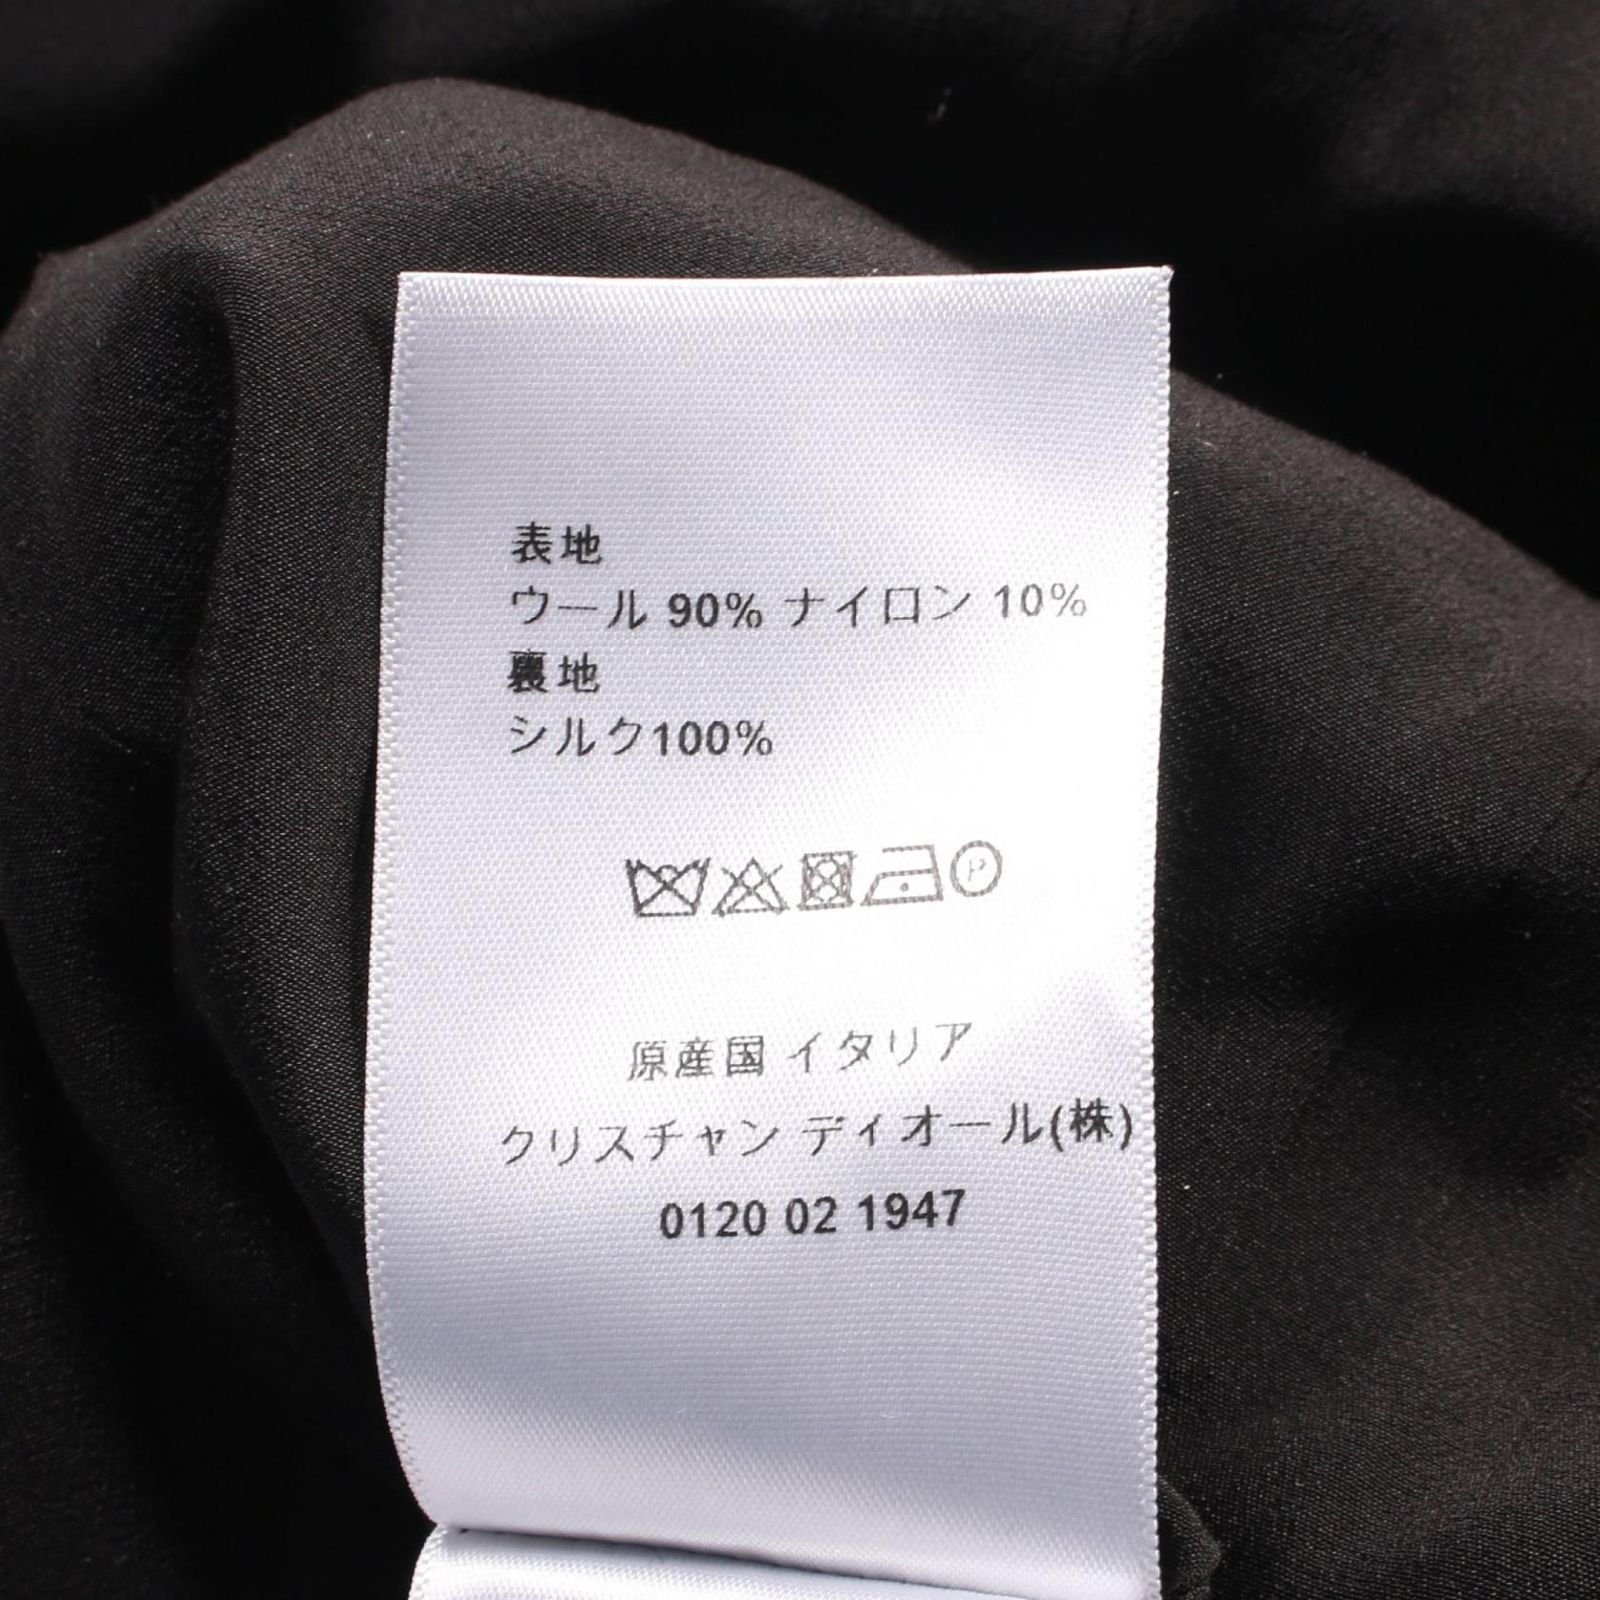 表地
ウール 90% ナイロン 10%
裏地
シルク100%
P
原産国 イタリア
クリスチャン ディオール(株)
0120 02 1947